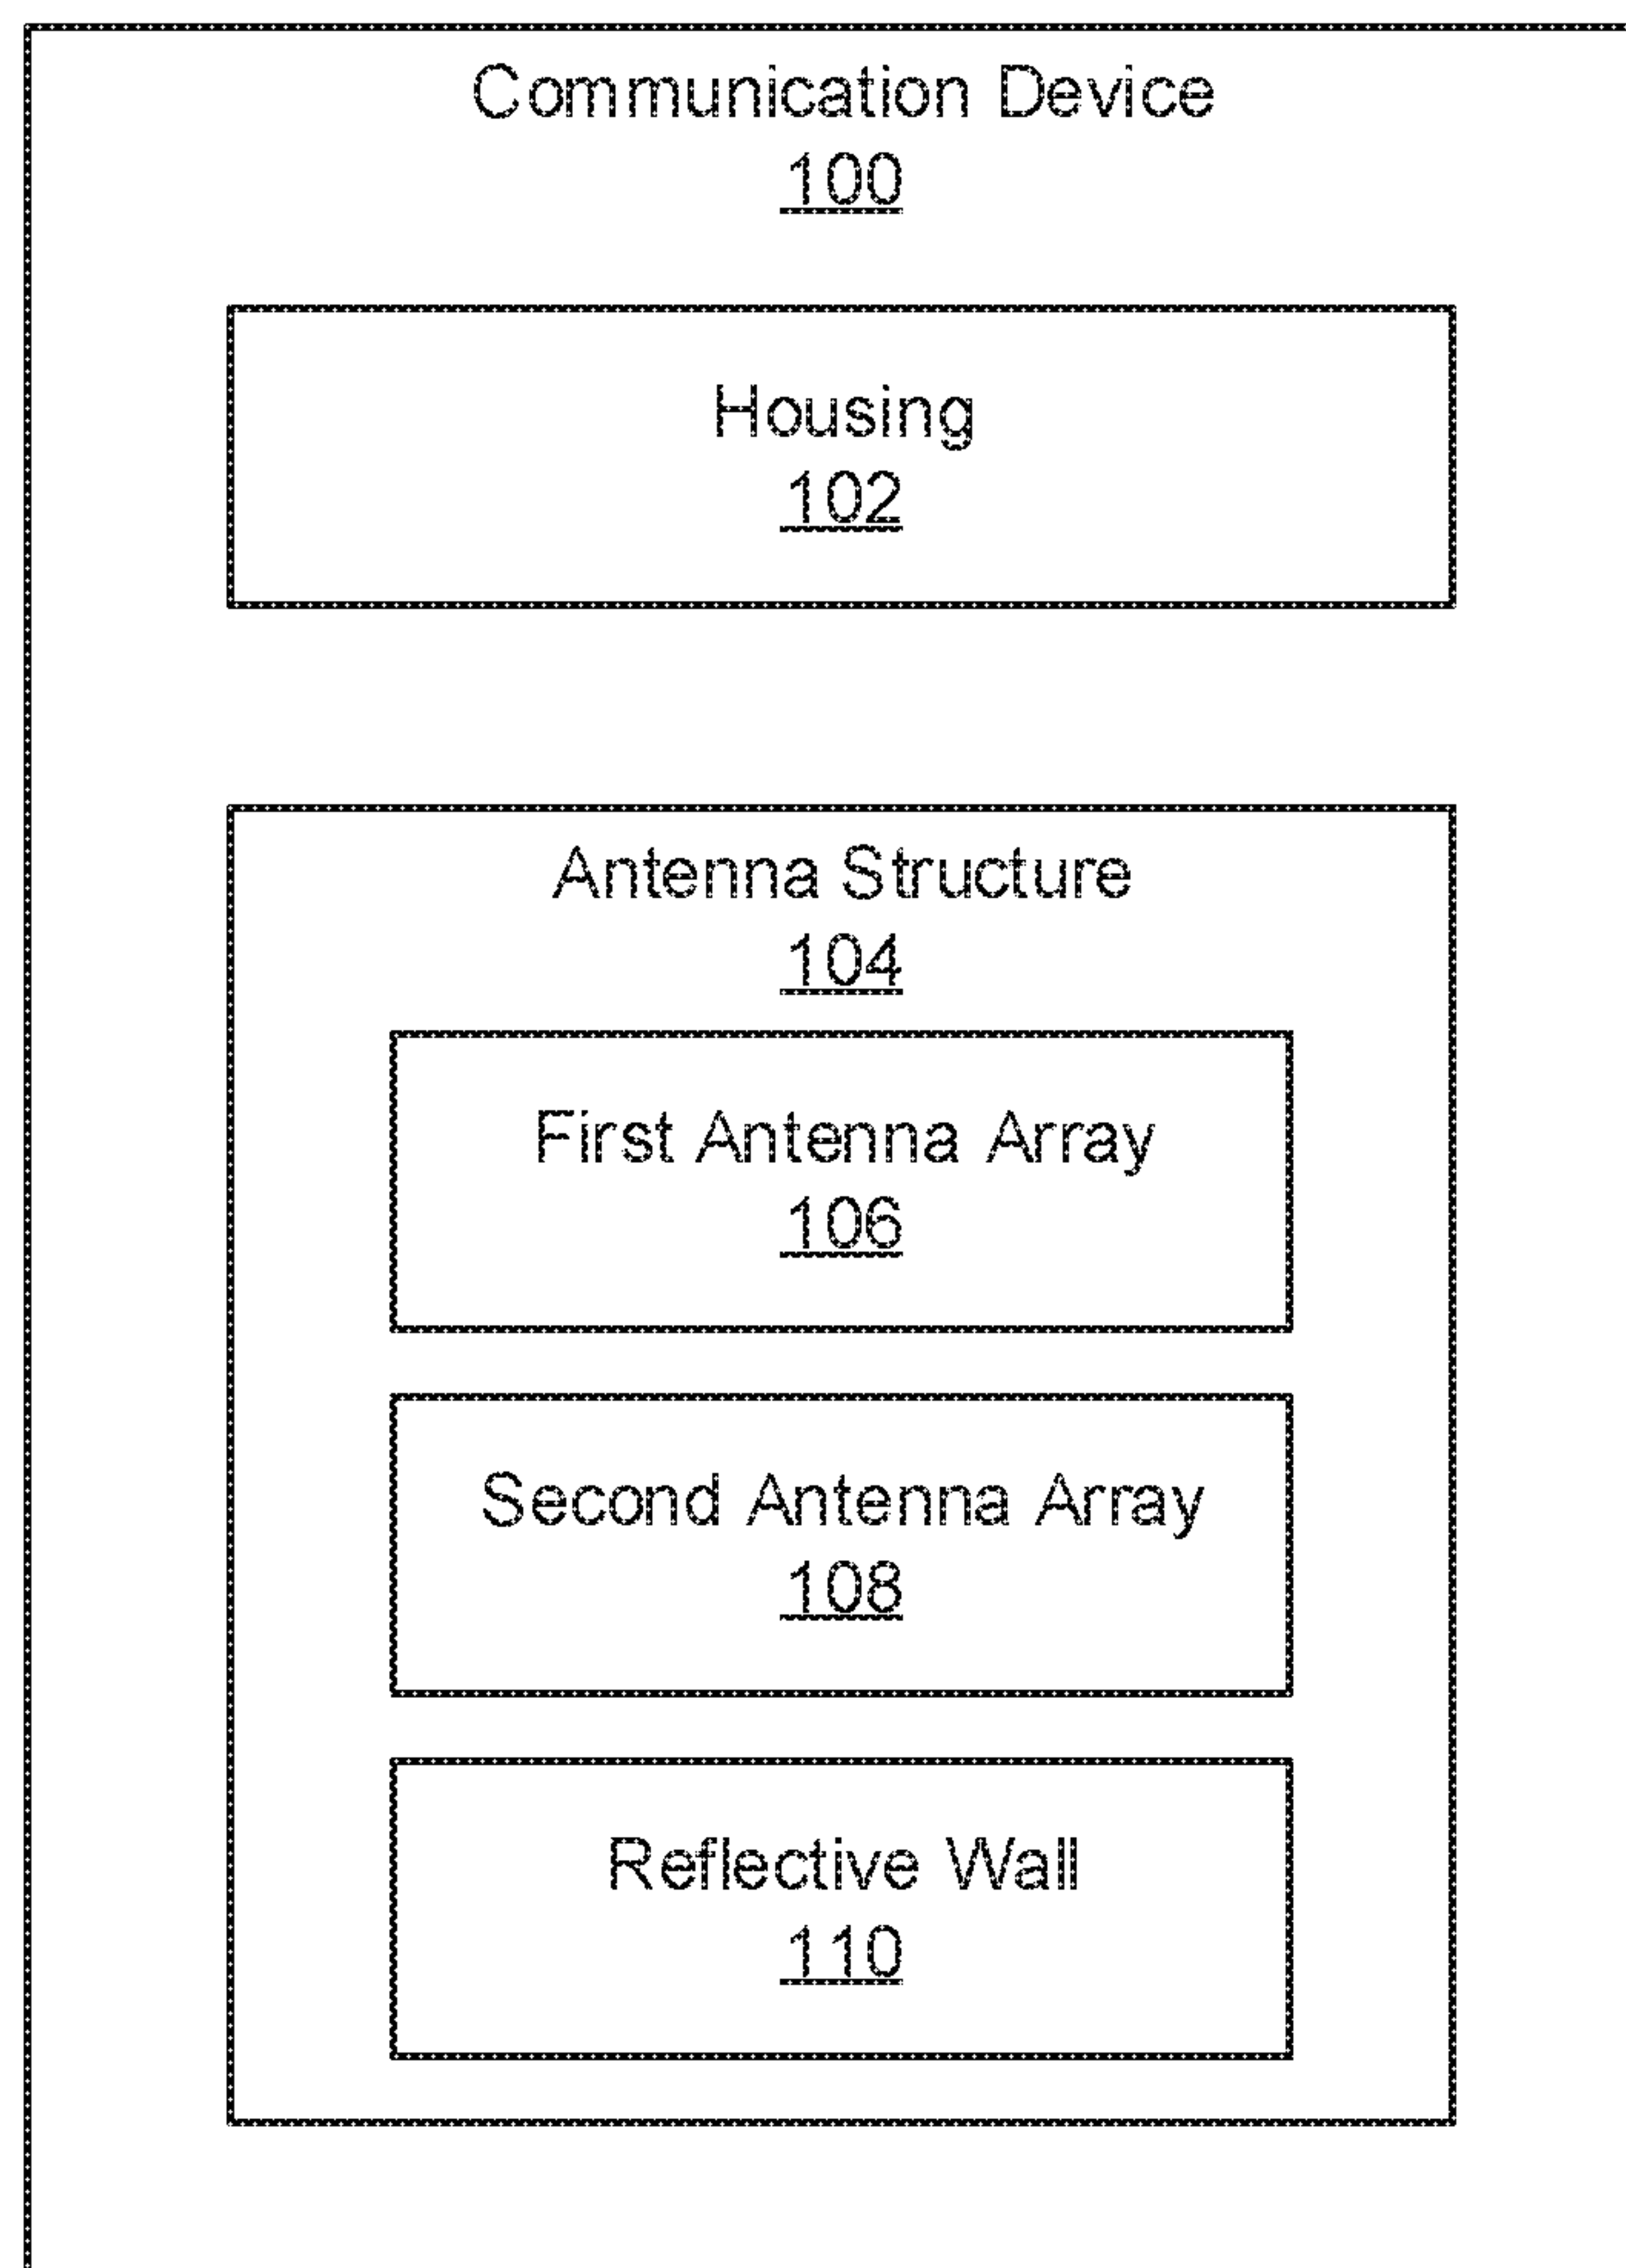 Communication Device
100
Housing
102
Antenna Structure
104
First Antenna Array
106
Second Antenna Array
108
Reflective Wall
110